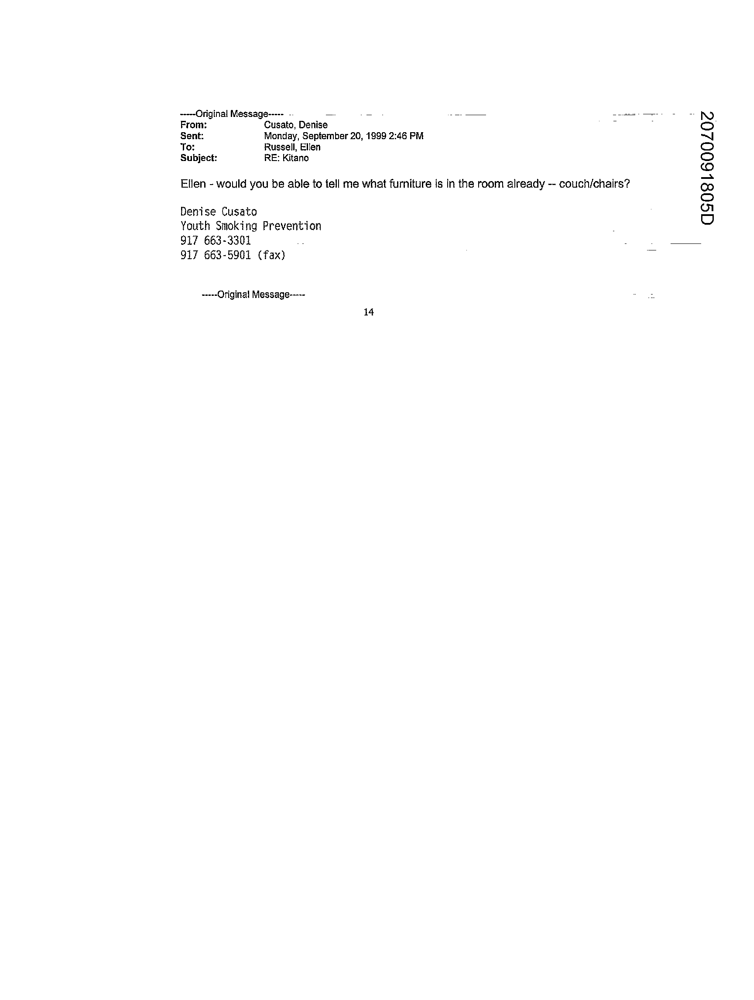 -----Original Message-----
From: Cusato, Denise
Sent: Monday, September 20, 1999 2:46 PM
To: Russell, Ellen
Subject: RE: Kitano
Ellen - would you be able to tell me what furniture is in the room already -- couch/chairs?
Denise Cusato
Youth Smoking Prevention
917 663-3301
917 663-5901 (fax)
-----Original Message-----
14
2070091805D